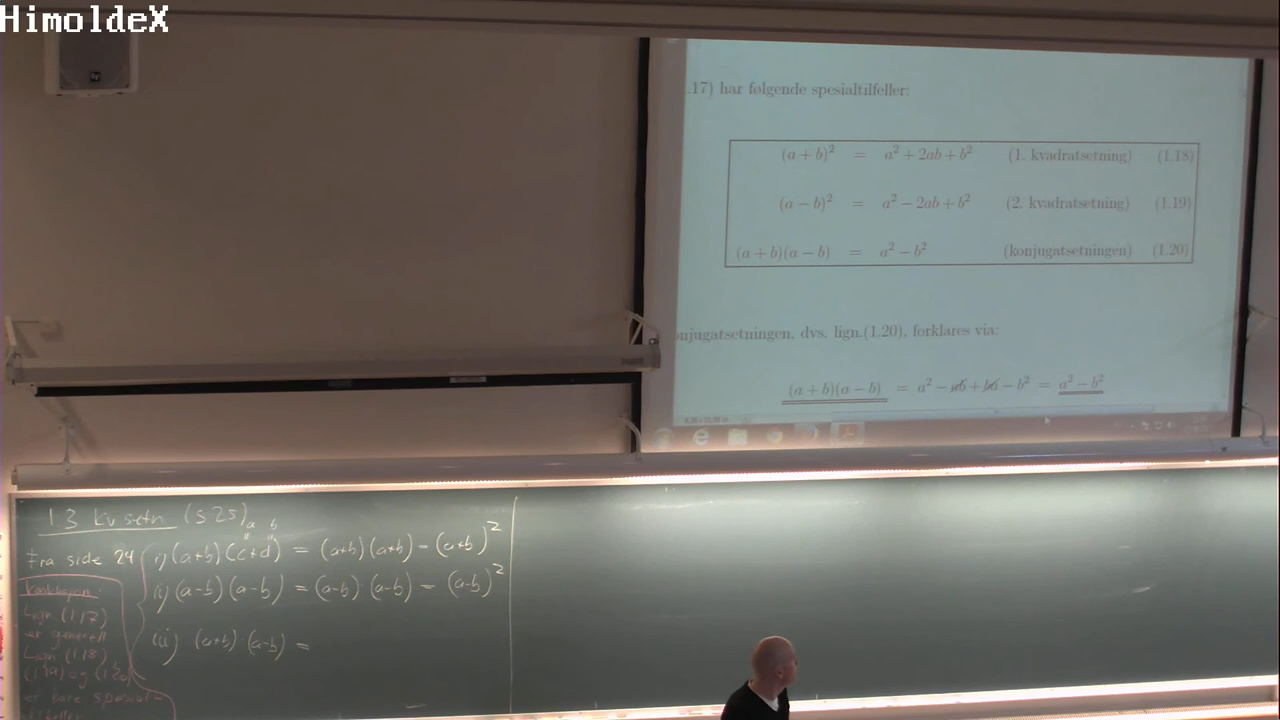 HimoldeX
.17) har følgende spesialtilfeller:
(a + b)² = a² + 2ab + b² (1. kvadratsetning) (1.18)
(a − b)² = a² − 2ab + b² (2. kvadratsetning) (1.19)
(a + b)(a − b) = a² − b² (konjugatsetningen) (1.20)
onjugatsetningen, dvs. lign.(1.20), forklares via:
(a + b)(a − b) = a² − ab + ba − b² = a² − b²
1.3 Kv setn (s 25)
a b
Fra side 24 i) (a+b)(c+d) = (a+b)(a+b) = (a+b)²
ii) (a-b)(a-b) = (a-b)(a-b) = (a-b)²
iii) (a+b)(a-b) =
Konklusjon:
Lign. (1.17)
er generell
Lign (1.18)
(1.19) og (1.20)
er bare spesial-
tilfeller